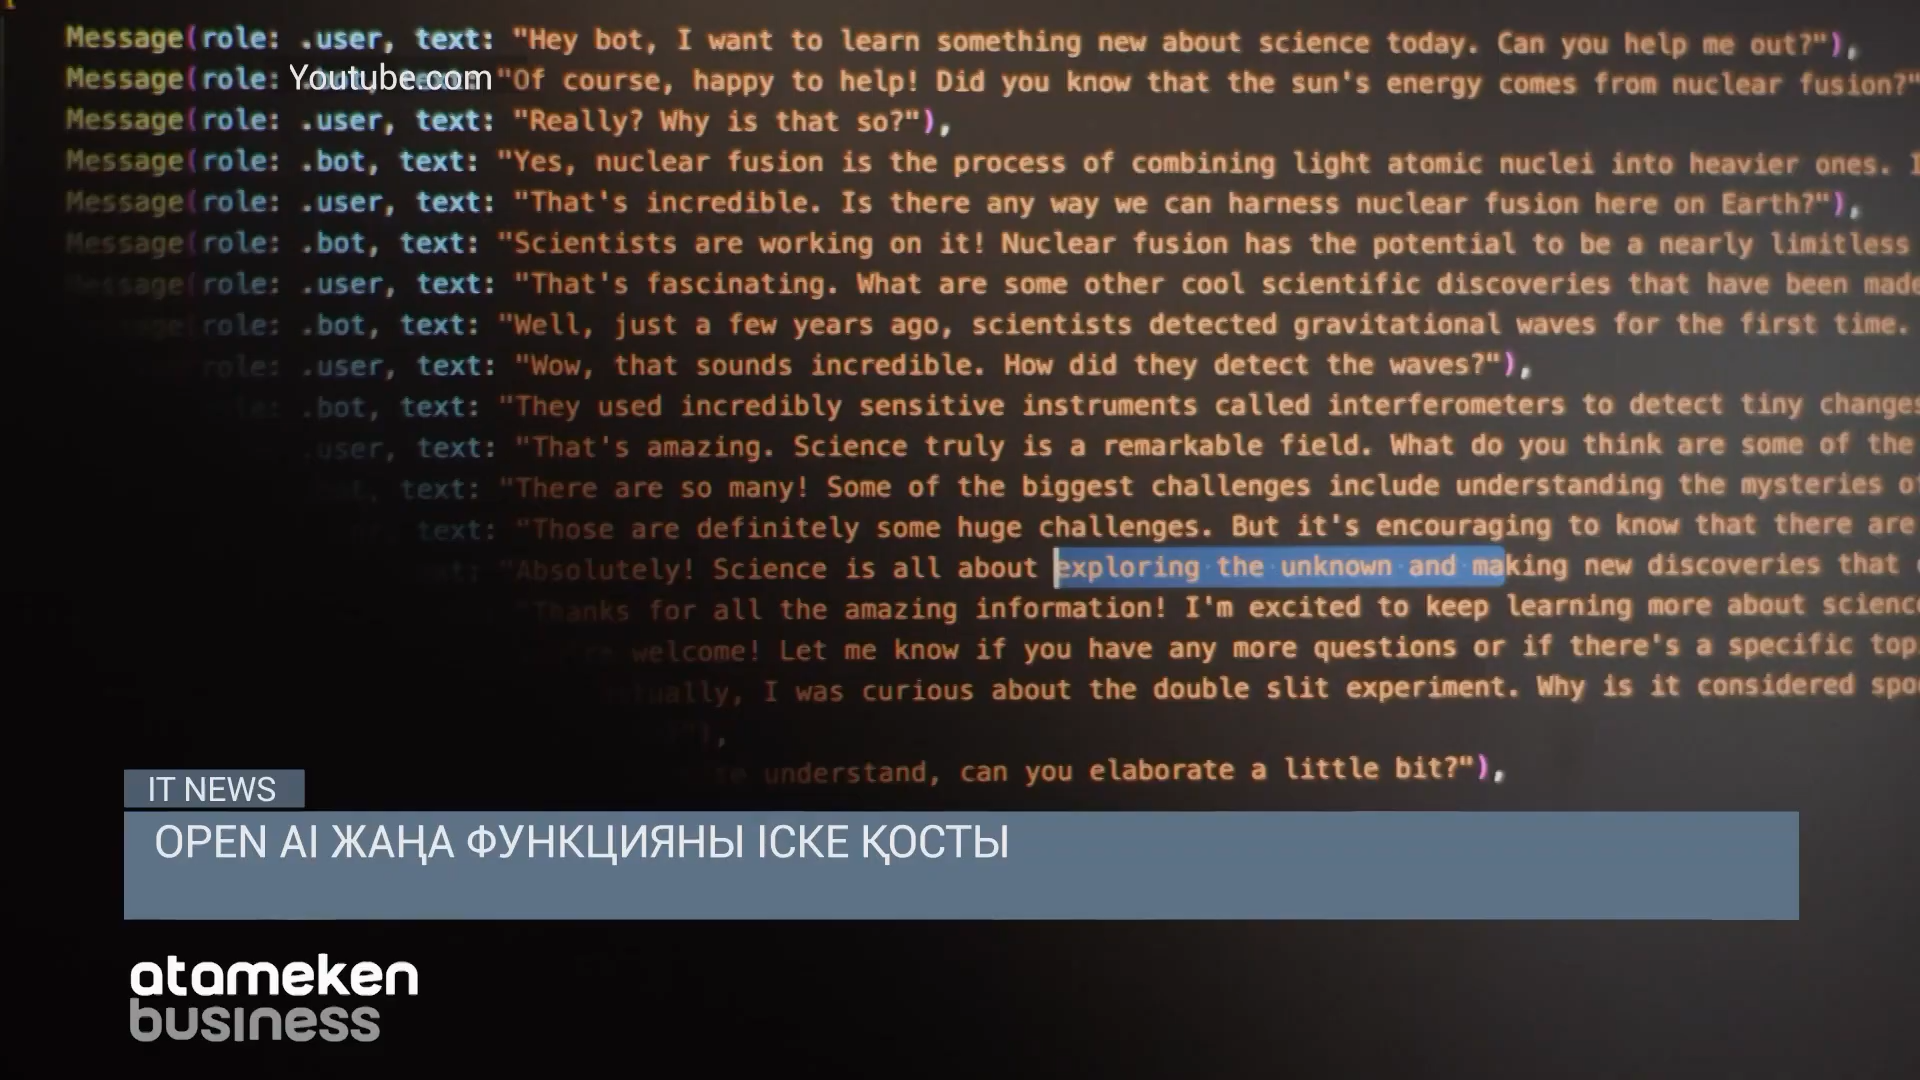 Message(role: .user, text: "Hey bot, I want to learn something new about science today. Can you help me out?"),
Message(role: "Of course, happy to help! Did you know that the sun's energy comes from nuclear fusion?"
Youtube.com
Message(role: .user, text: "Really? Why is that so?"),
Message(role: .bot, text: "Yes, nuclear fusion is the process of combining light atomic nuclei into heavier ones.
Message(role: .user, text: "That's incredible. Is there any way we can harness nuclear fusion here on Earth?"),
Message(role: .bot, text: "Scientists are working on it! Nuclear fusion has the potential to be a nearly limitless
Message(role: .user, text: "That's fascinating. What are some other cool scientific discoveries that have been made
Message(role: .bot, text: "Well, just a few years ago, scientists detected gravitational waves for the first time.
role: .user, text: "Wow, that sounds incredible. How did they detect the waves?"),
.bot, text: "They used incredibly sensitive instruments called interferometers to detect tiny changes
.user, text: "That's amazing. Science truly is a remarkable field. What do you think are some of the
text: "There are so many! Some of the biggest challenges include understanding the mysteries
text: "Those are definitely some huge challenges. But it's encouraging to know that there are
"Absolutely! Science is all about exploring the unknown and making new discoveries that
"Thanks for all the amazing information! I'm excited to keep learning more about science
welcome! Let me know if you have any more questions or if there's a specific
I was curious about the double slit experiment. Why is it considered
"),
understand, can you elaborate a little bit?"),
IT NEWS
OPEN AI ЖАҢА ФУНКЦИЯНЫ ІСКЕ ҚОСТЫ
atameken
business